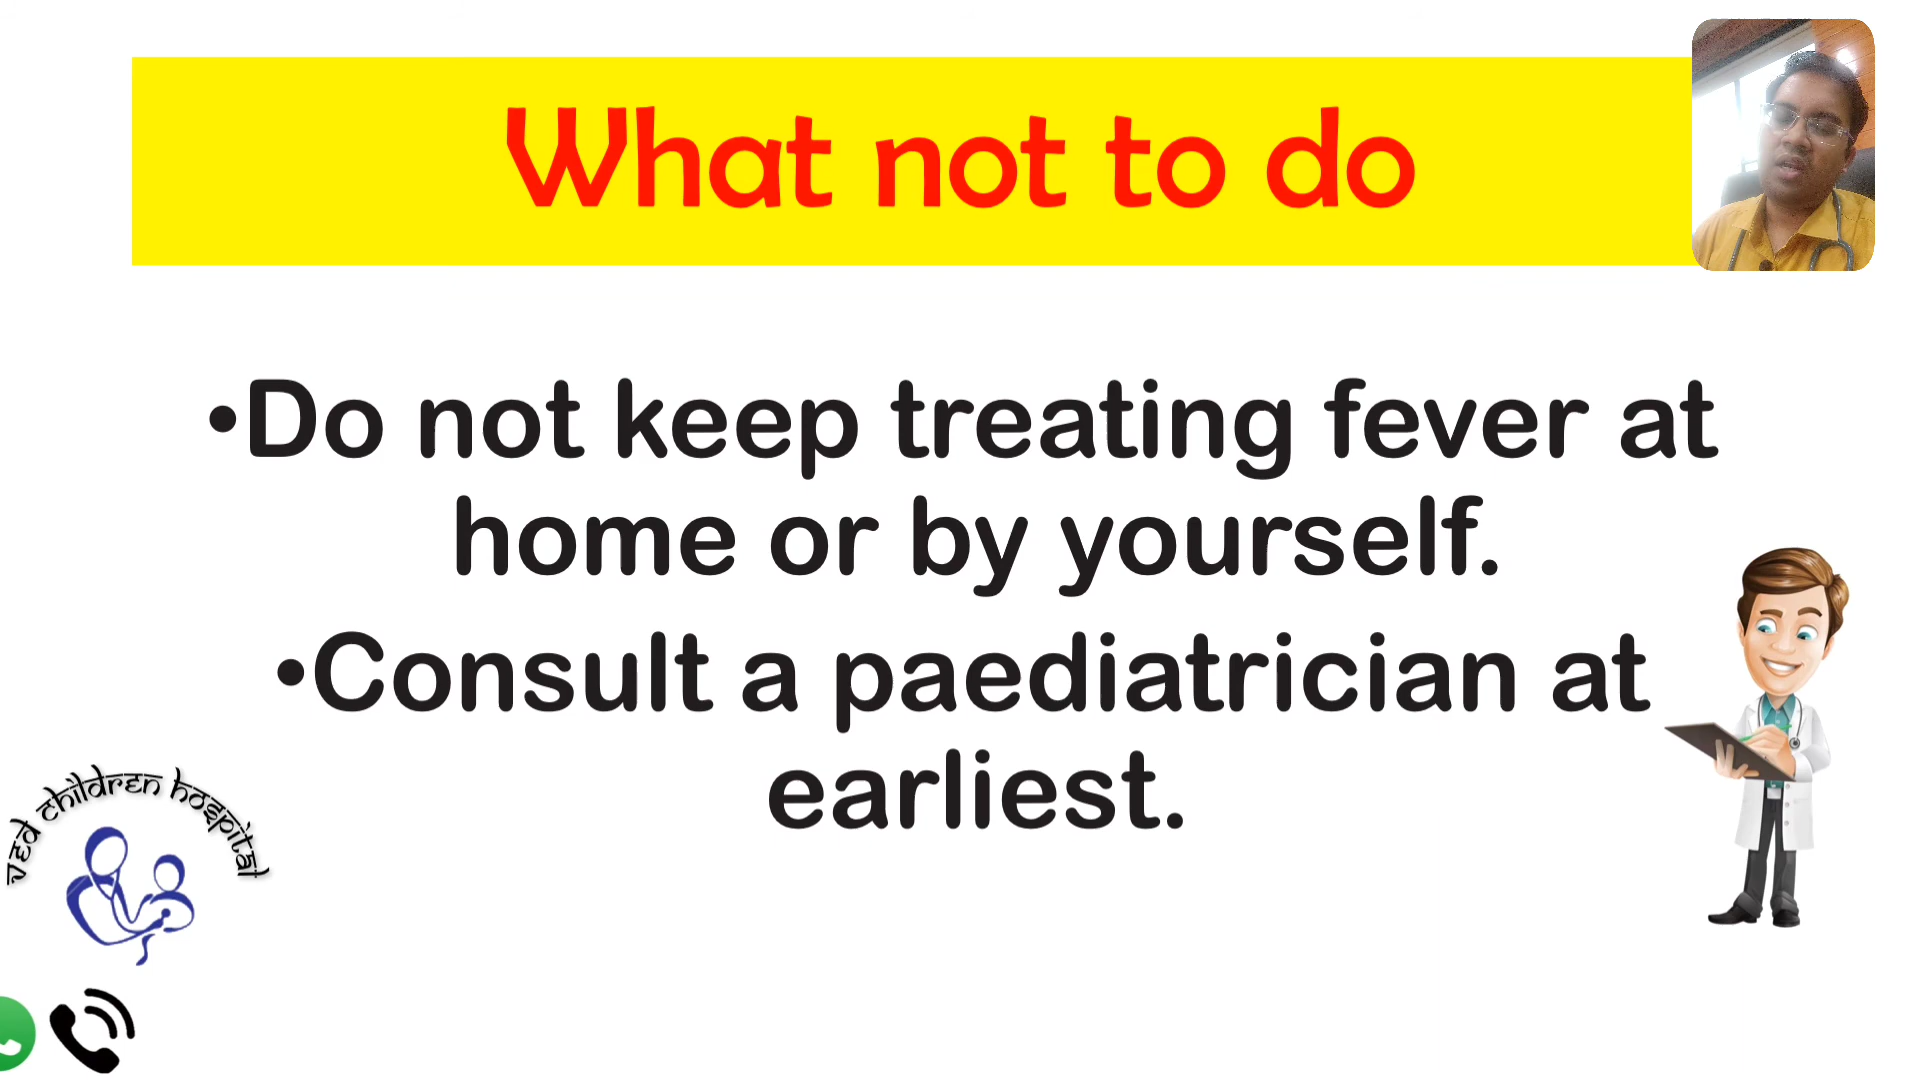 What not to do
•Do not keep treating fever at
home or by yourself.
•Consult a paediatrician at
earliest.
ved children hospital